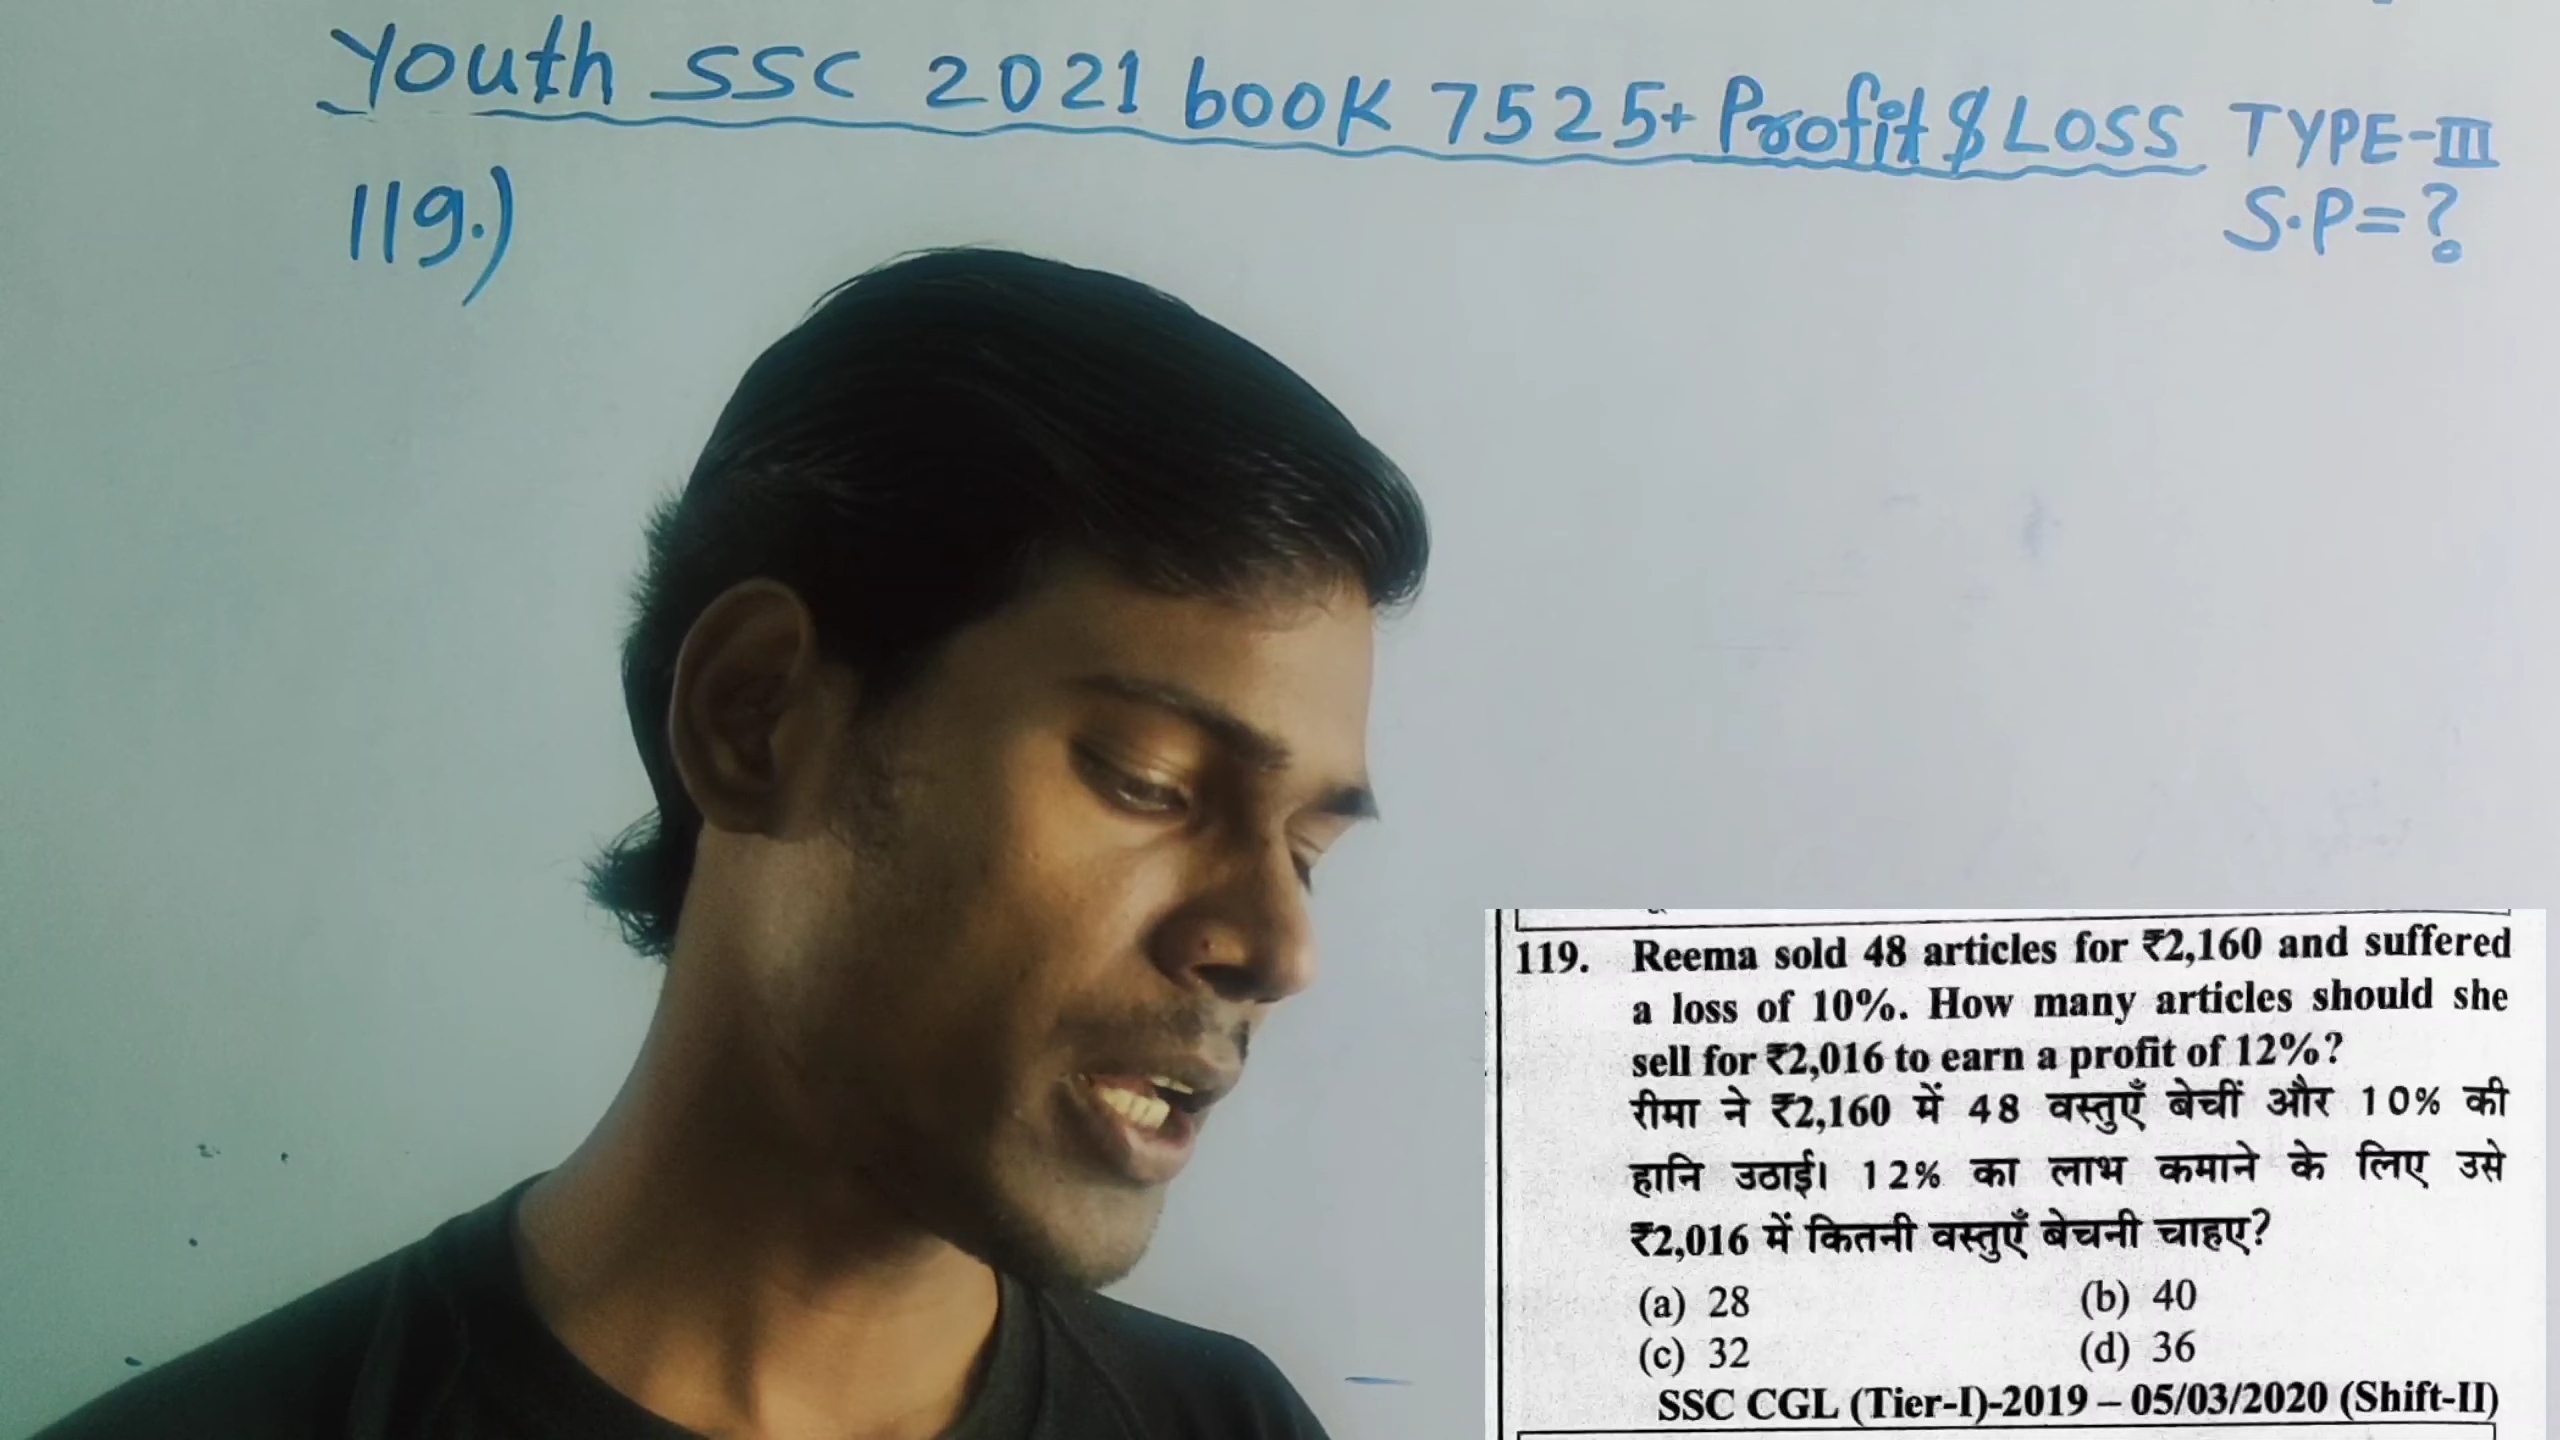 Youth SSC 2021 book 7525+ Profit & LOSS TYPE-III
119.)
S.P=?
119. Reema sold 48 articles for ₹2,160 and suffered
a loss of 10%. How many articles should she
sell for ₹2,016 to earn a profit of 12%?
रीमा ने ₹2,160 में 48 वस्तुएँ बेचीं और 10% की
हानि उठाई। 12% का लाभ कमाने के लिए उसे
₹2,016 में कितनी वस्तुएँ बेचनी चाहए?
(a) 28 (b) 40
(c) 32 (d) 36
SSC CGL (Tier-I)-2019 – 05/03/2020 (Shift-II)